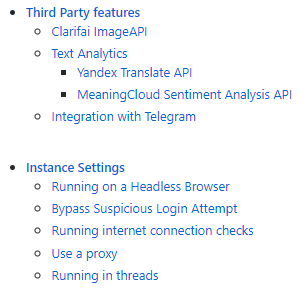 Third Party features
Clarifai ImageAPI
Text Analytics
Yandex Translate API
MeaningCloud Sentiment Analysis API
Integration with Telegram
Instance Settings
Running on a Headless Browser
Bypass Suspicious Login Attempt
Running internet connection checks
Use a proxy
Running in threads